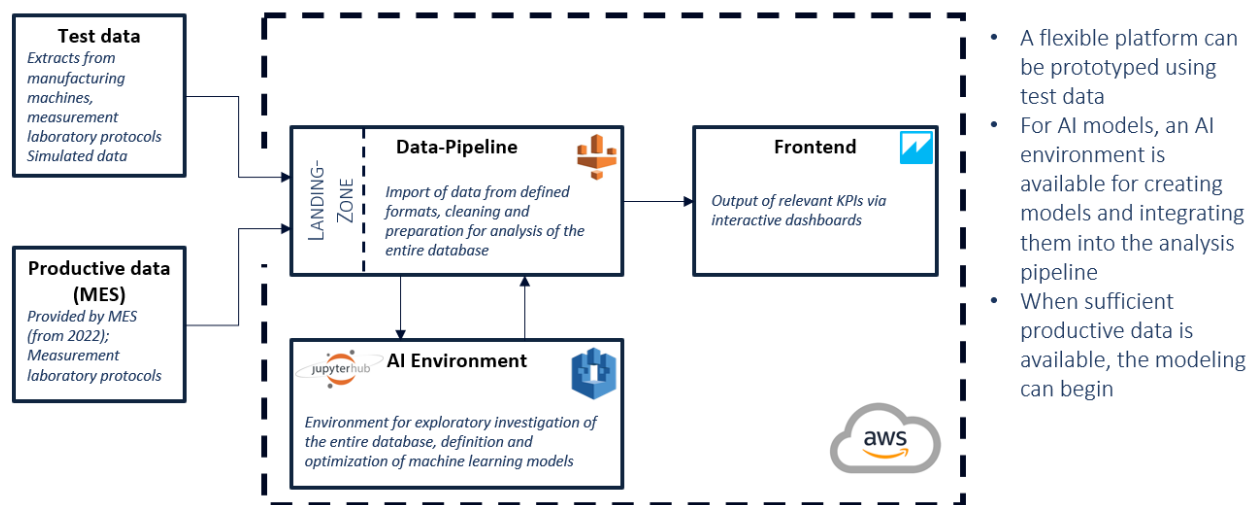 Test data
Extracts from
manufacturing
machines,
measurement
laboratory protocols
Simulated data
Productive data
(MES)
Provided by MES
(from 2022);
Measurement
laboratory protocols
LANDING-
ZONE
Data-Pipeline
Import of data from defined
formats, cleaning and
preparation for analysis of the
entire database
Frontend
Output of relevant KPIs via
interactive dashboards
jupyterhub
AI Environment
Environment for exploratory investigation of
the entire database, definition and
optimization of machine learning models
aws
• A flexible platform can
be prototyped using
test data
• For AI models, an AI
environment is
available for creating
models and integrating
them into the analysis
pipeline
• When sufficient
productive data is
available, the modeling
can begin